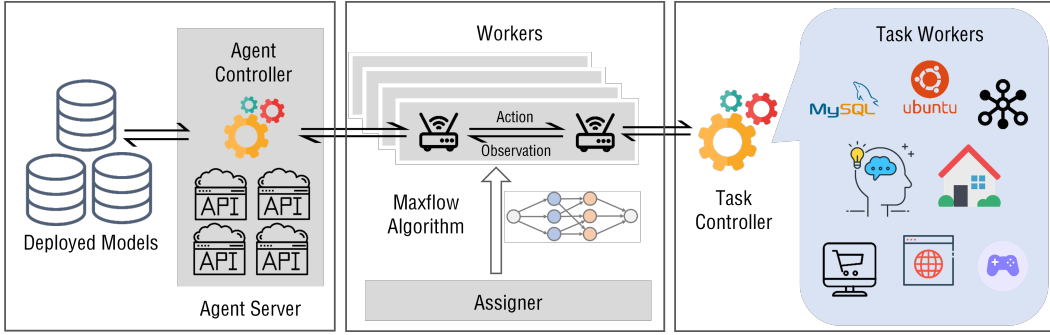 Deployed Models
Agent
Controller
API
API
API
API
Agent Server
Workers
Action
Observation
Maxflow
Algorithm
Assigner
Task
Controller
Task Workers
MySQL
ubuntu